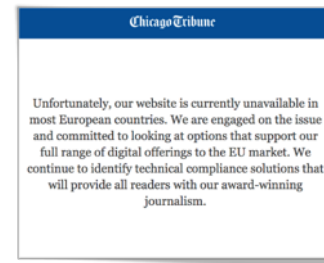 Chicago Tribune
Unfortunately, our website is currently unavailable in
most European countries. We are engaged on the issue
and committed to looking at options that support our
full range of digital offerings to the EU market. We
continue to identify technical compliance solutions that
will provide all readers with our award-winning
journalism.